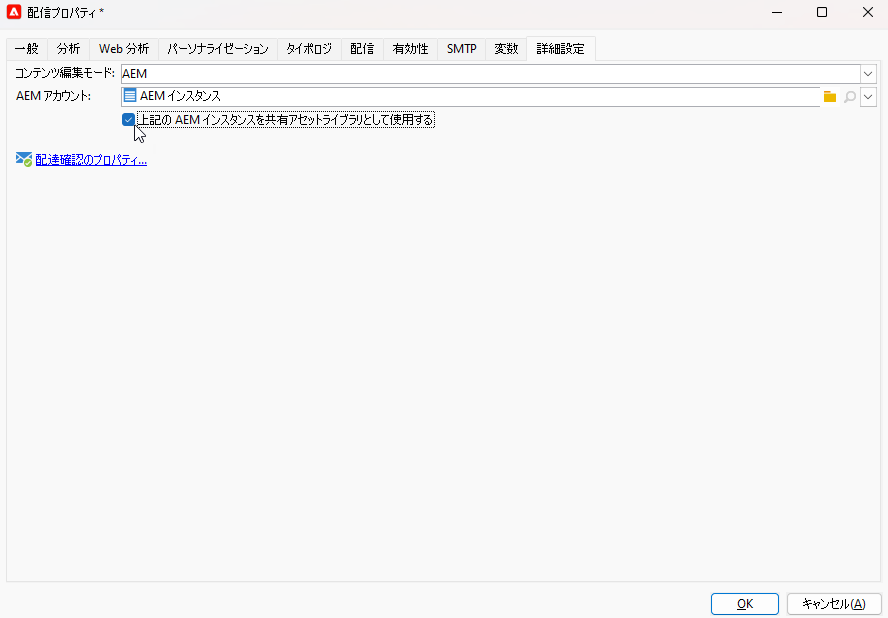 配信プロパティ *
一般 分析 Web 分析 パーソナライゼーション タイポロジ 配信 有効性 SMTP 変数 詳細設定
コンテンツ編集モード: AEM
AEM アカウント: AEM インスタンス
上記の AEM インスタンスを共有アセットライブラリとして使用する
配達確認のプロパティ...
OK キャンセル(A)